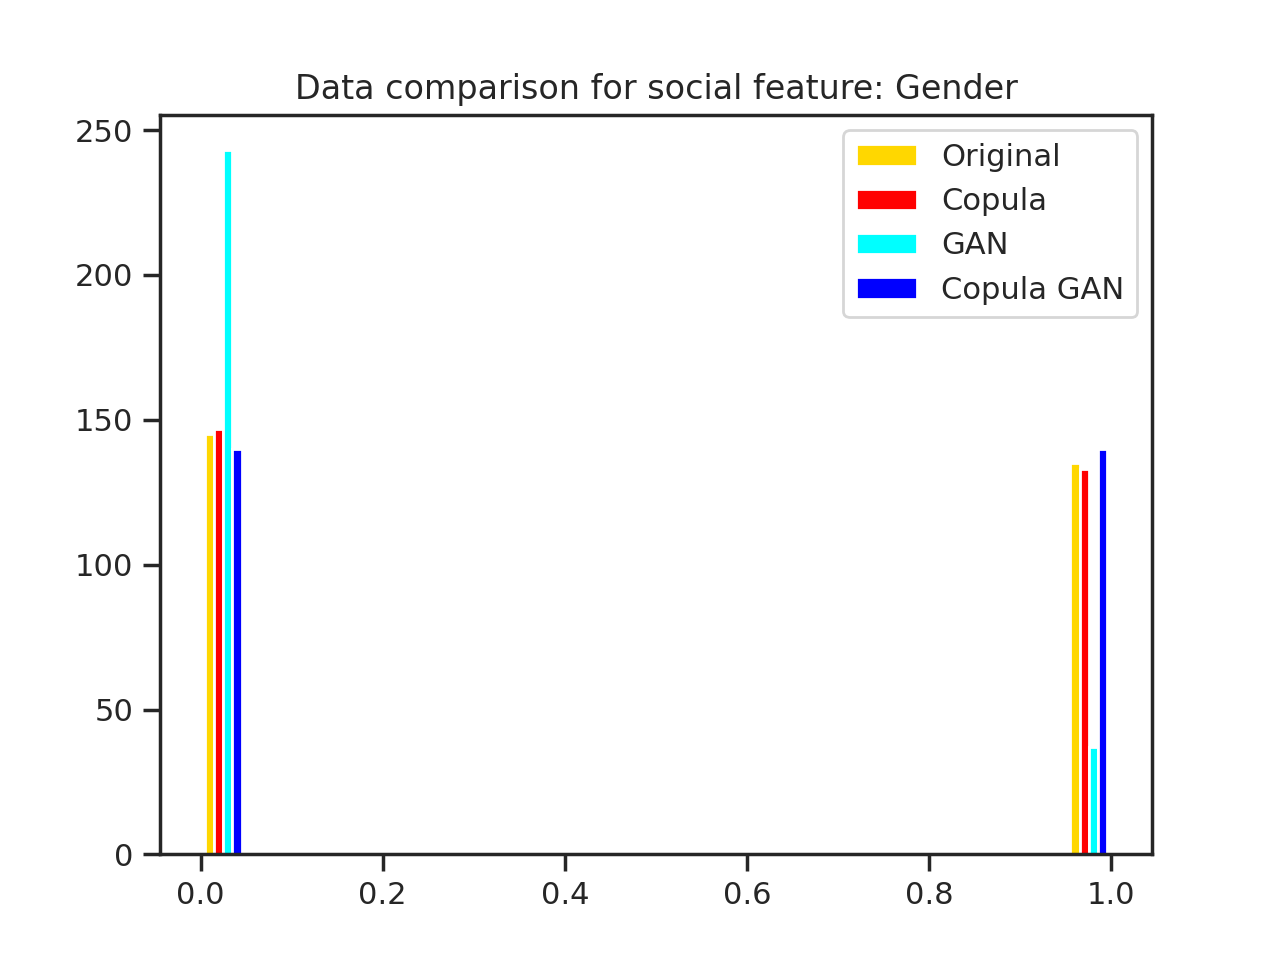 Data comparison for social feature: Gender
250
200
150
100
50
0
Original
Copula
GAN
Copula GAN
0.0 0.2 0.4 0.6 0.8 1.0